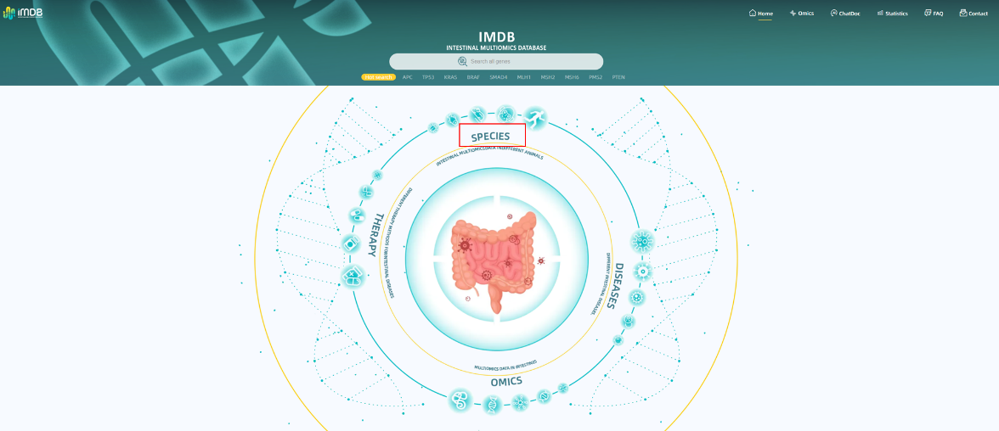 IMDB
Home
Omics
ChatDoc
Statistics
FAQ
Contact
IMDB
INTESTINAL MULTIOMICS DATABASE
Search all genes
Hot search
APC
TP53
KRAS
BRAF
SMAD4
MLH1
MSH2
MSH6
PMS2
PTEN
SPECIES
INTESTINAL MULTIOMICS DATA IN DIFFERENT ANIMALS
THERAPY
DIFFERENT THERAPY METHODS FOR INTESTINAL DISEASES
DISEASES
DIFFERENT INTESTINAL DISEASES,
MULTIOMICS DATA IN INTESTINES
OMICS